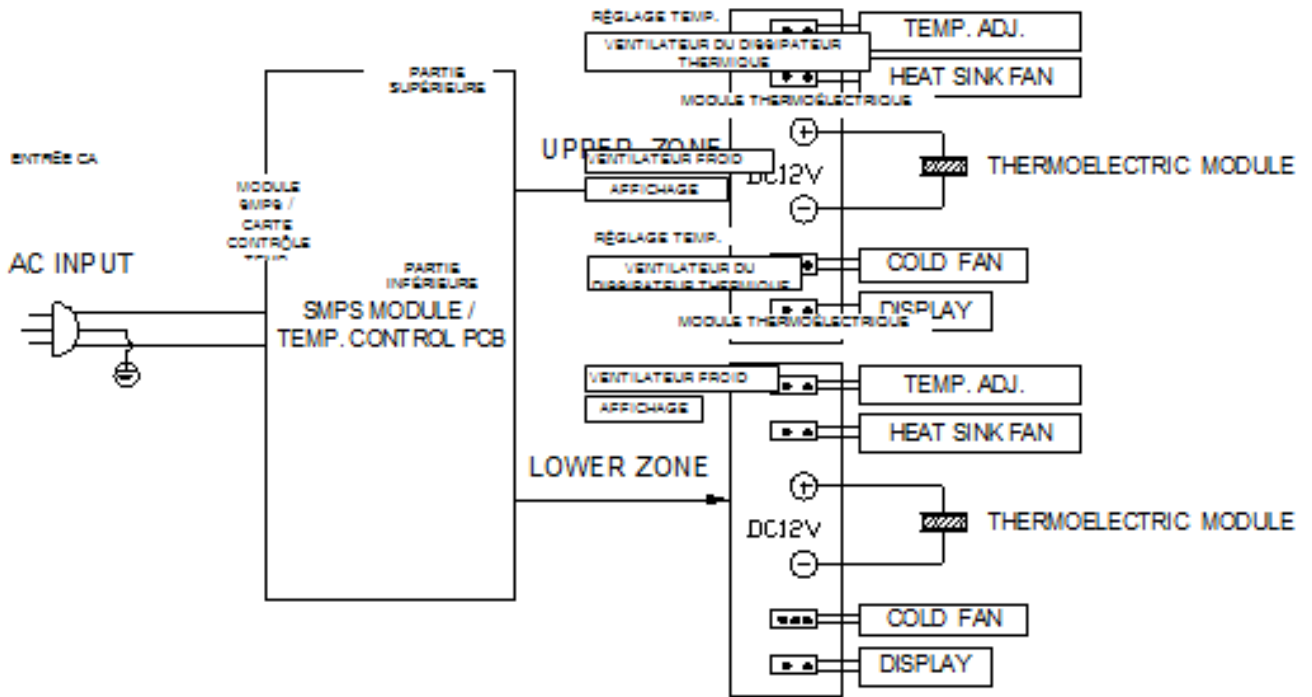 RÉGLAGE TEMP.
TEMP. ADJ.
VENTILATEUR DU DISSIPATEUR
THERMIQUE
HEAT SINK FAN
PARTIE
SUPÉRIEURE
MODULE THERMOÉLECTRIQUE
UPPER ZONE
ENTRÉE CA
VENTILATEUR FROID
THERMOELECTRIC MODULE
DC12V
AFFICHAGE
MODULE
SMPS /
CARTE
CONTRÔLE
RÉGLAGE TEMP.
AC INPUT
PARTIE
INFÉRIEURE
VENTILATEUR DU
DISSIPATEUR THERMIQUE
COLD FAN
SMPS MODULE /
TEMP. CONTROL PCB
DISPLAY
MODULE THERMOÉLECTRIQUE
VENTILATEUR FROID
TEMP. ADJ.
AFFICHAGE
HEAT SINK FAN
LOWER ZONE
THERMOELECTRIC MODULE
DC12V
COLD FAN
DISPLAY